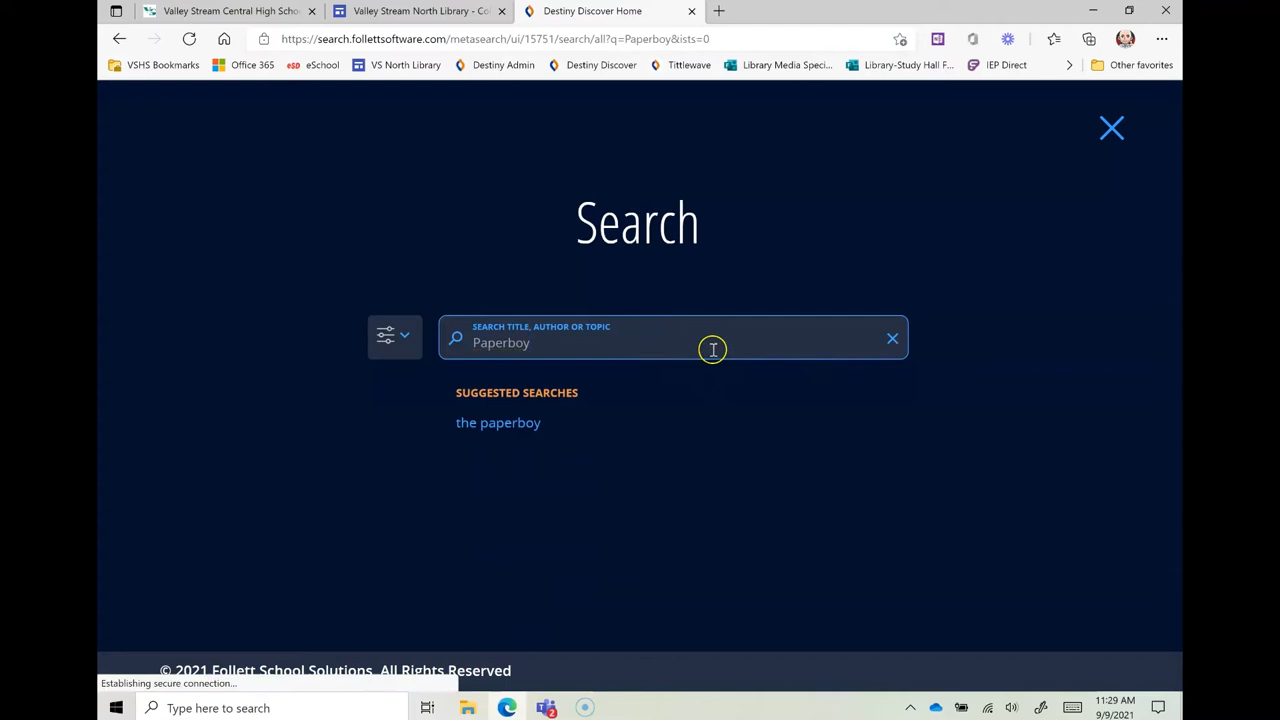 Valley Stream Central High Schoo
Valley Stream North Library - Co
Destiny Discover Home
https://search.follettsoftware.com/metasearch/ui/15751/search/all?q=Paperboy&ists=0
VSHS Bookmarks
Office 365
esd eSchool
VS North Library
Destiny Admin
Destiny Discover
Tittlewave
Library Media Speci...
Library-Study Hall F...
IEP Direct
Other favorites
Search
SEARCH TITLE, AUTHOR OR TOPIC
Paperboy
SUGGESTED SEARCHES
the paperboy
© 2021 Follett School Solutions. All Rights Reserved
Establishing secure connection...
Type here to search
2
11:29 AM
9/9/2021